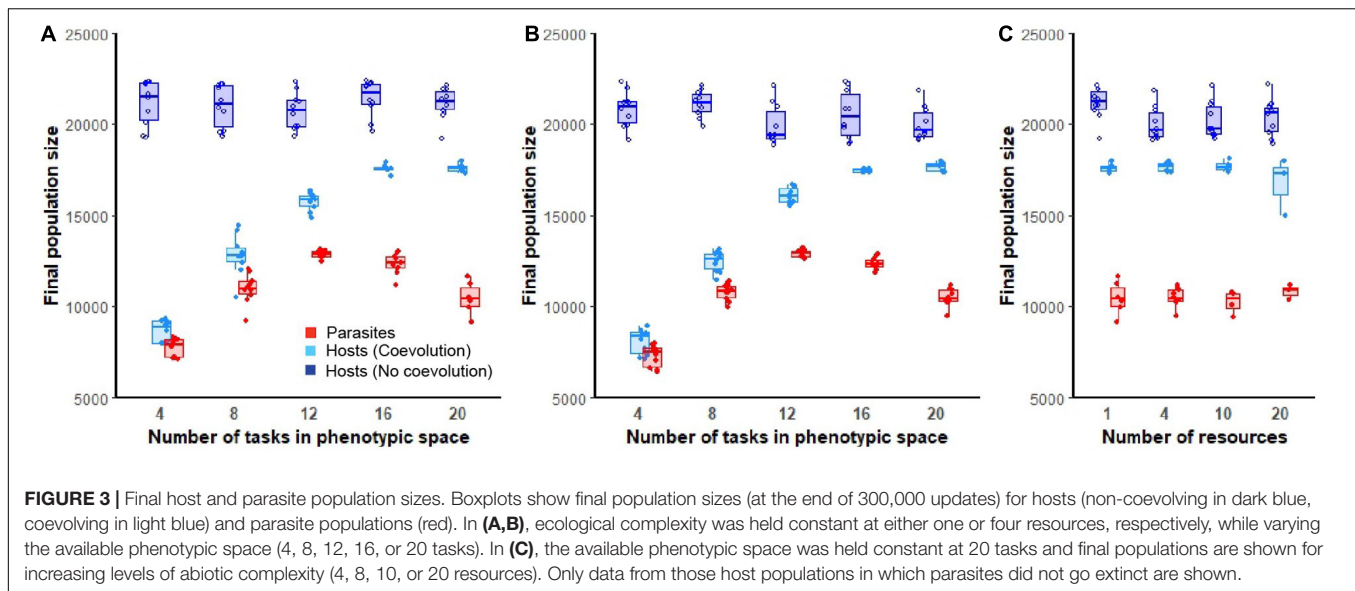 A
B
C
25000
20000
15000
10000
5000
Final population size
4 8 12 16 20
Number of tasks in phenotypic space
Parasites
Hosts (Coevolution)
Hosts (No coevolution)
25000
20000
15000
10000
5000
Final population size
4 8 12 16 20
Number of tasks in phenotypic space
25000
20000
15000
10000
5000
Final population size
1 4 10 20
Number of resources
FIGURE 3 | Final host and parasite population sizes. Boxplots show final population sizes (at the end of 300,000 updates) for hosts (non-coevolving in dark blue,
coevolving in light blue) and parasite populations (red). In (A,B), ecological complexity was held constant at either one or four resources, respectively, while varying
the available phenotypic space (4, 8, 12, 16, or 20 tasks). In (C), the available phenotypic space was held constant at 20 tasks and final populations are shown for
increasing levels of abiotic complexity (4, 8, 10, or 20 resources). Only data from those host populations in which parasites did not go extinct are shown.